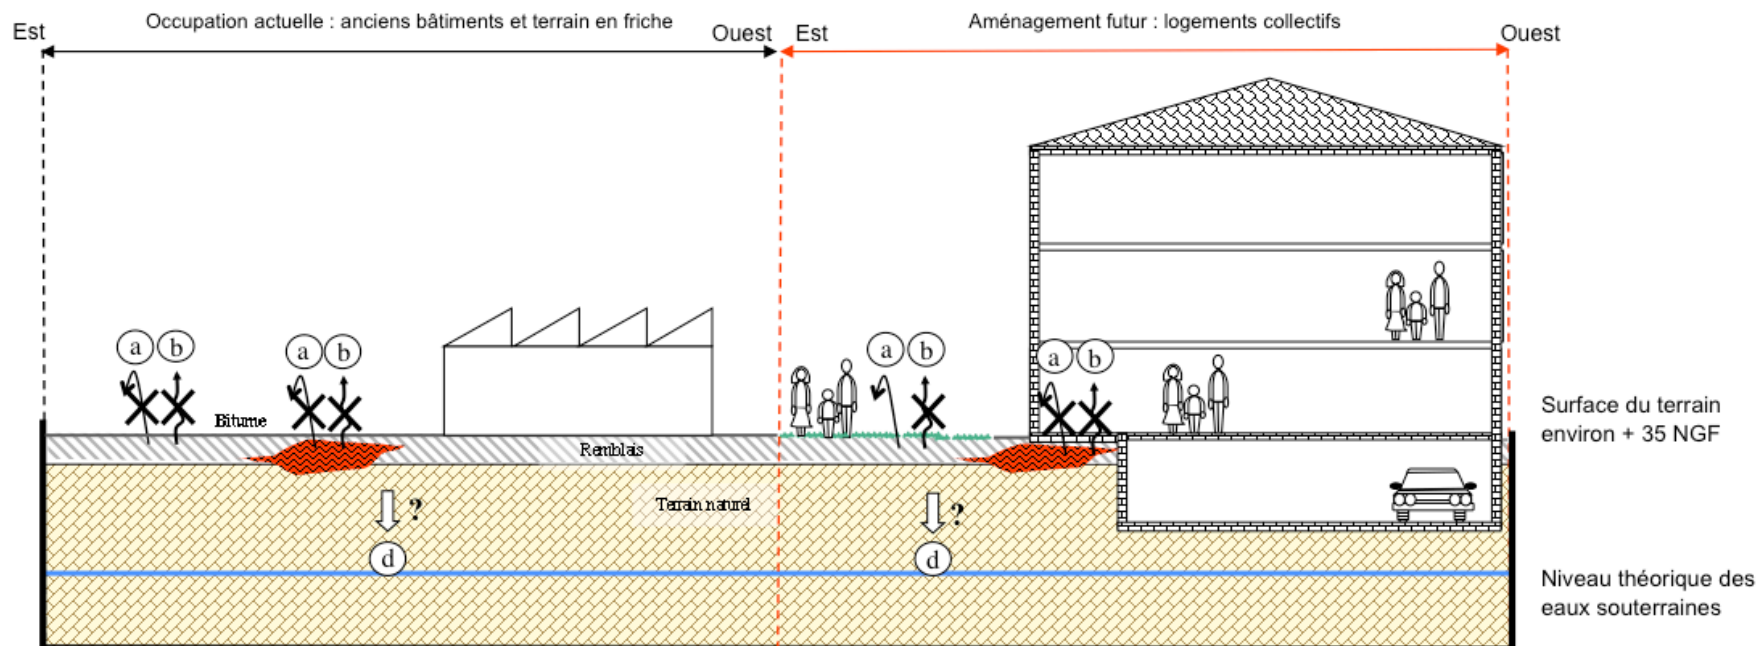 Occupation actuelle : anciens bâtiments et terrain en friche
Aménagement futur : logements collectifs
Est
Ouest
Est
Ouest
a
b
a
b
a
b
a
b
Bitume
Surface du terrain
environ + 35 NGF
Remblais
Terrain naturel
?
?
d
d
Niveau théorique des
eaux souterraines